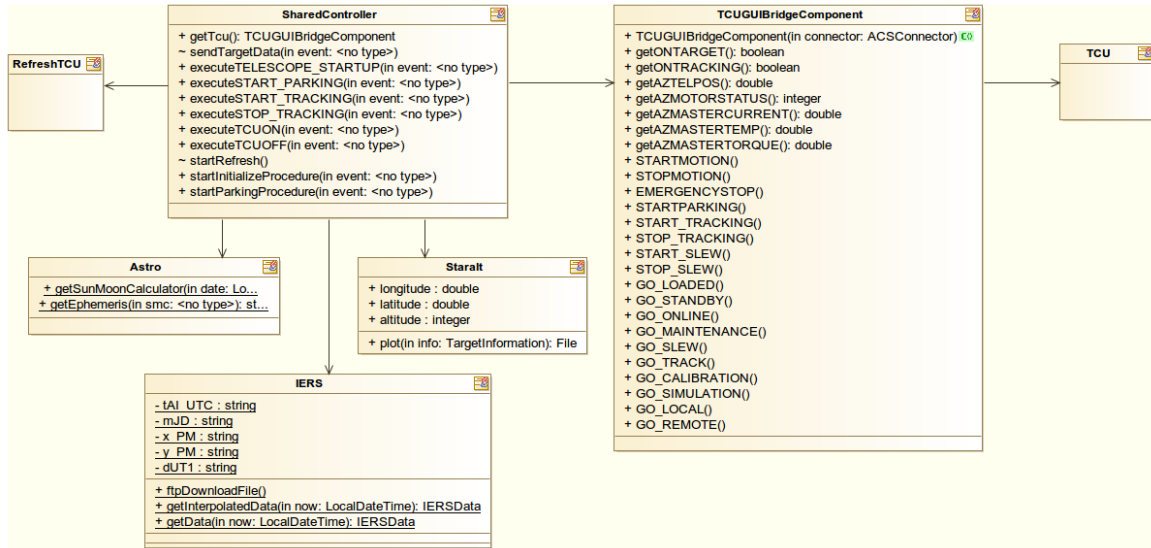 SharedController
+ getTcu(): TCUGUIBridgeComponent
~ sendTargetData(in event: <no type>)
+ executeTELESCOPE_STARTUP(in event: <no type>)
+ executeSTART_PARKING(in event: <no type>)
+ executeSTART_TRACKING(in event: <no type>)
+ executeSTOP_TRACKING(in event: <no type>)
+ executeTCUON(in event: <no type>)
+ executeTCUOFF(in event: <no type>)
~ startRefresh()
+ startInitializeProcedure(in event: <no type>)
+ startParkingProcedure(in event: <no type>)
RefreshTCU
TCUGUIBridgeComponent
+ TCUGUIBridgeComponent(in connector: ACSConnector)
+ getONTARGET(): boolean
+ getONTRACKING(): boolean
+ getAZTELPOS(): double
+ getAZMOTORSTATUS(): integer
+ getAZMASTERCURRENT(): double
+ getAZMASTERTEMP(): double
+ getAZMASTERTORQUE(): double
+ STARTMOTION()
+ STOPMOTION()
+ EMERGENCYSTOP()
+ STARTPARKING()
+ START_TRACKING()
+ STOP_TRACKING()
+ START_SLEW()
+ STOP_SLEW()
+ GO_LOADED()
+ GO_STANDBY()
+ GO_ONLINE()
+ GO_MAINTENANCE()
+ GO_SLEW()
+ GO_TRACK()
+ GO_CALIBRATION()
+ GO_SIMULATION()
+ GO_LOCAL()
+ GO_REMOTE()
TCU
Astro
+ getSunMoonCalculator(in date: Lo...
+ getEphemeris(in smc: <no type>): st...
Staralt
+ longitude : double
+ latitude : double
+ altitude : integer
+ plot(in info: TargetInformation): File
IERS
- tAI_UTC : string
- mJD : string
- x_PM : string
- y_PM : string
- dUT1 : string
+ ftpDownloadFile()
+ getInterpolatedData(in now: LocalDateTime): IERSData
+ getData(in now: LocalDateTime): IERSData